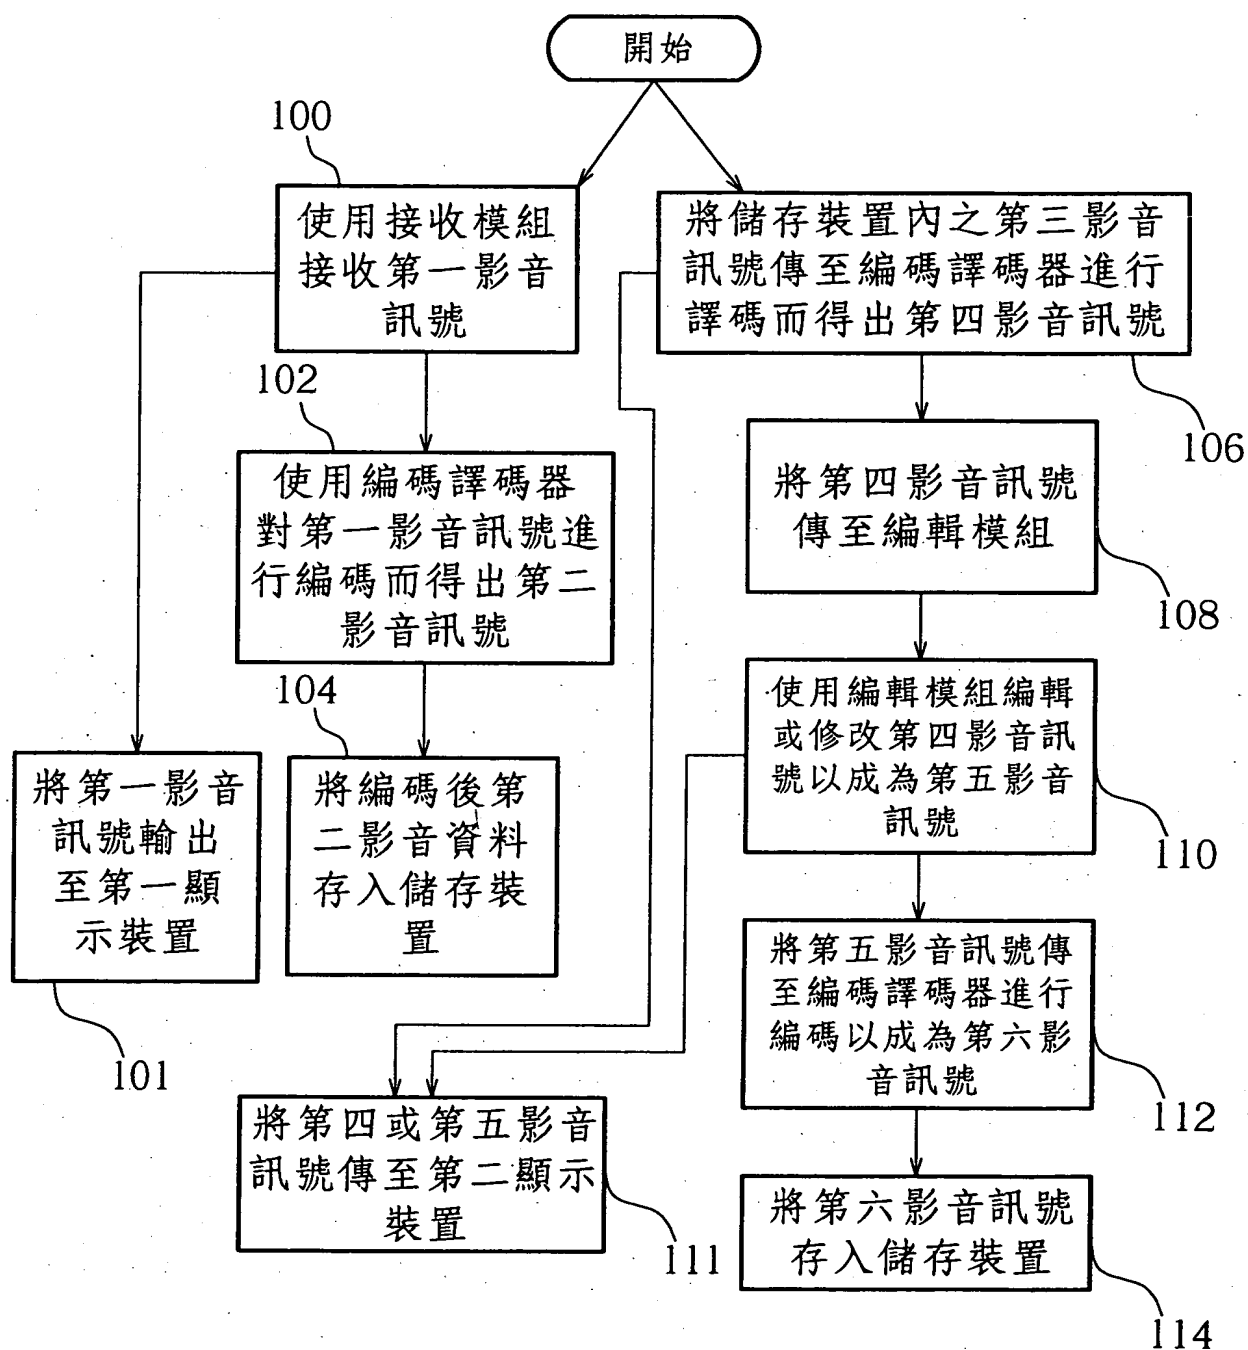 開始
100
使用接收模組
接收第一影音
訊號
將儲存裝置內之第三影音
訊號傳至編碼譯碼器進行
譯碼而得出第四影音訊號
106
102
使用編碼譯碼器
對第一影音訊號進
行編碼而得出第二
影音訊號
將第四影音訊號
傳至編輯模組
108
104
將編碼後第
二影音資料
存入儲存裝
置
使用編輯模組編輯
或修改第四影音訊
號以成為第五影音
訊號
110
將第一影音
訊號輸出
至第一顯
示裝置
101
將第五影音訊號傳
至編碼譯碼器進行
編碼以成為第六影
音訊號
112
將第四或第五影音
訊號傳至第二顯示
裝置
111
將第六影音訊號
存入儲存裝置
114